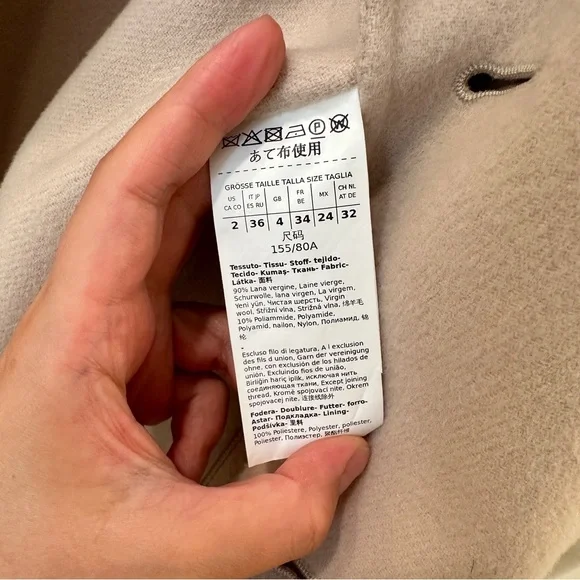 P W
あて布使用
GRÖSSE TAILLE TALLA SIZE TAGLIA
US CA CO IT JP ES RU GB FR BE MX CH NL AT DE
2 36 4 34 24 32
尺码
155/80A
Tessuto- Tissu- Stoff- tejido-
Tecido- Kumaş- Ткань- Fabric-
Látka- 面料
90% Lana vergine, Laine vierge,
Schurwolle, lana virgen, La virgem,
Yeni yün, Чистая шерсть, Virgin
wool, Střižní vlna, Strižná vlna, 绵羊毛
10% Poliammide, Polyamide,
Polyamid, nailon, Nylon, Полиамид, 锦
纶
-
Escluso filo di legatura, A l exclusion
des fils d union, Garn der vereinigung
ohne, con exclusión de los hilados de
unión, Excluindo fios de união,
Birliğin hariç iplik, исключая нить
соединяющая ткани, Except joining
thread, Kromě spojovací nite, Okrem
spojovacej nite, 连接线除外
Fodera- Doublure- Futter- forro-
Astar- Подкладка- Lining-
Podšívka- 里料
100% Poliestere, Polyester, poliester,
Poliester, Полиэстер, 聚酯纤维